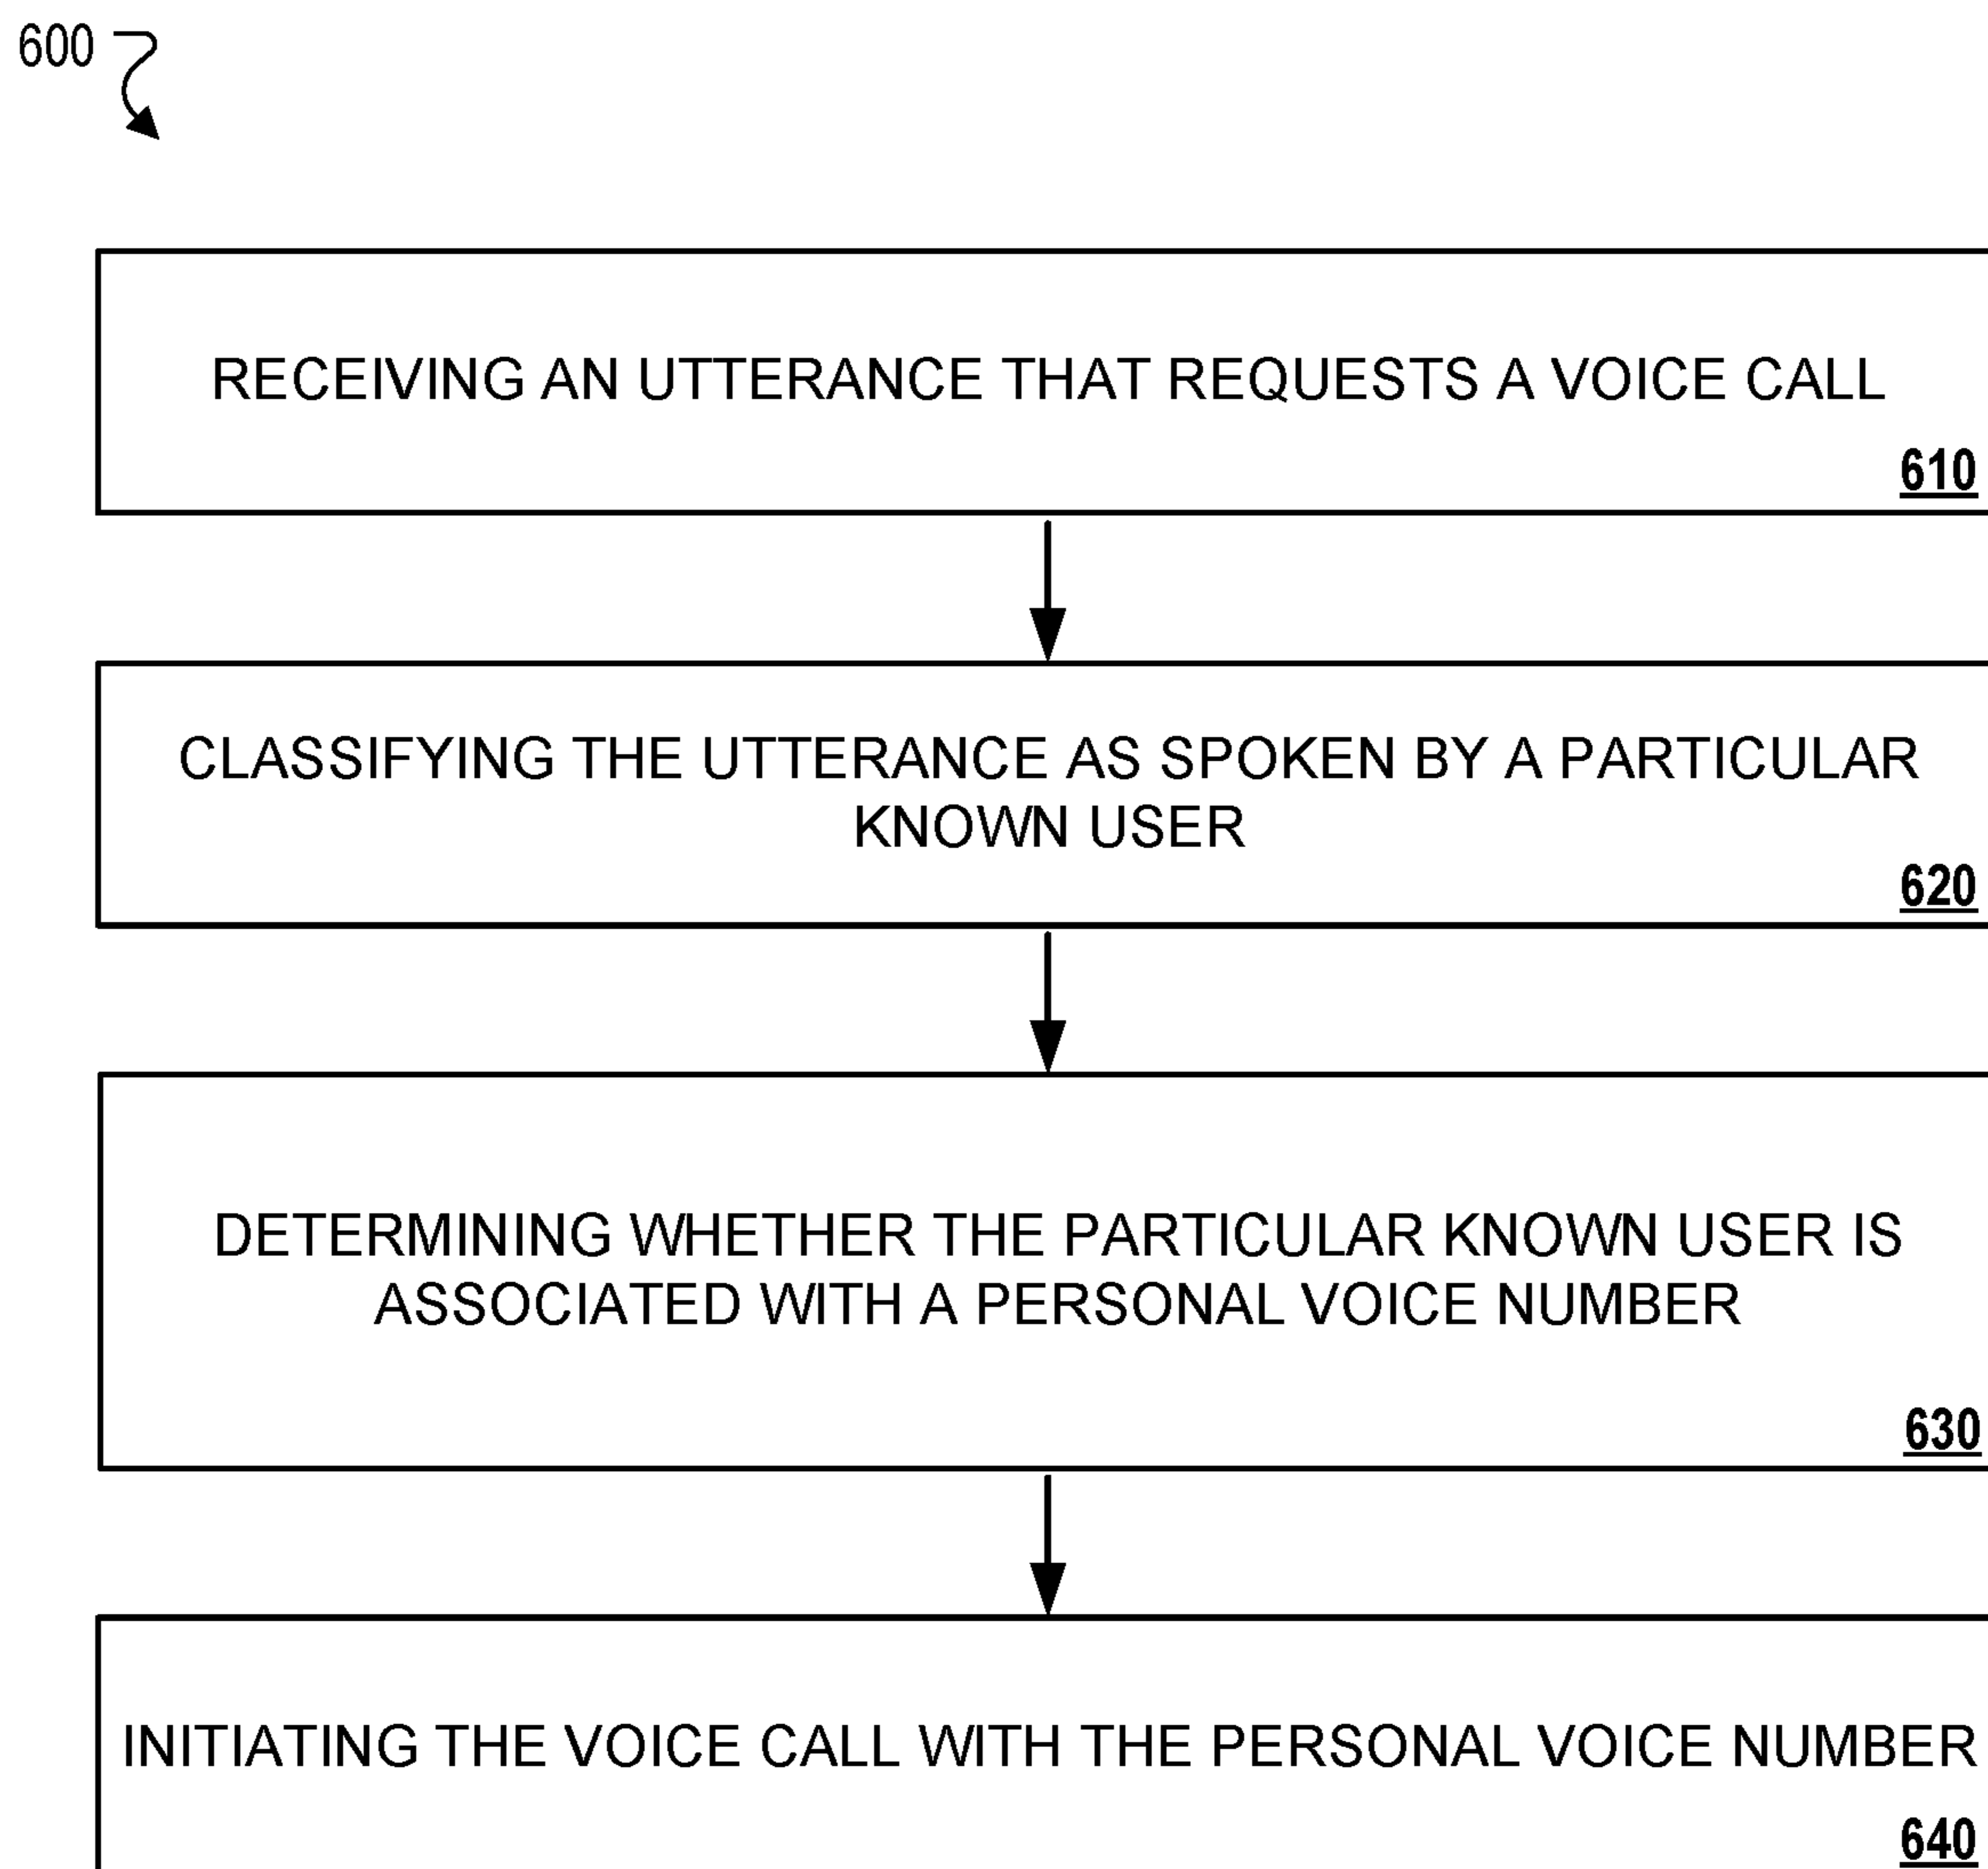 600
RECEIVING AN UTTERANCE THAT REQUESTS A VOICE CALL
610
CLASSIFYING THE UTTERANCE AS SPOKEN BY A PARTICULAR
KNOWN USER
620
DETERMINING WHETHER THE PARTICULAR KNOWN USER IS
ASSOCIATED WITH A PERSONAL VOICE NUMBER
630
INITIATING THE VOICE CALL WITH THE PERSONAL VOICE NUMBER
640